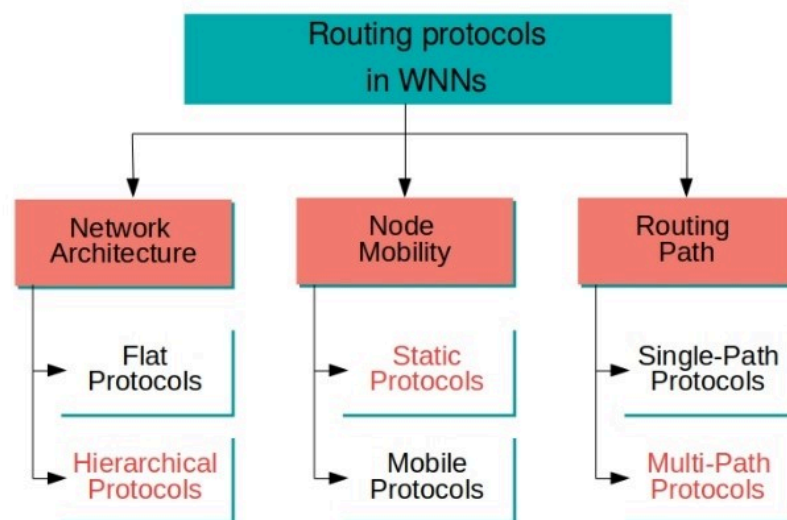 Routing protocols
in WNNs
Network
Architecture
Node
Mobility
Routing
Path
Flat
Protocols
Static
Protocols
Single-Path
Protocols
Hierarchical
Protocols
Mobile
Protocols
Multi-Path
Protocols